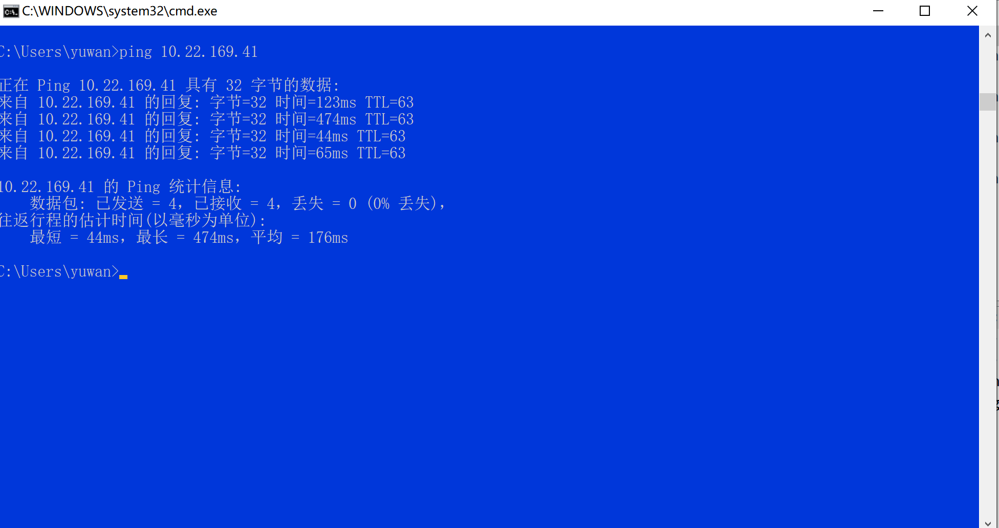 C:\WINDOWS\system32\cmd.exe
C:\Users\yuwan>ping 10.22.169.41
正在 Ping 10.22.169.41 具有 32 字节的数据:
来自 10.22.169.41 的回复: 字节=32 时间=123ms TTL=63
来自 10.22.169.41 的回复: 字节=32 时间=474ms TTL=63
来自 10.22.169.41 的回复: 字节=32 时间=44ms TTL=63
来自 10.22.169.41 的回复: 字节=32 时间=65ms TTL=63
10.22.169.41 的 Ping 统计信息:
数据包: 已发送 = 4，已接收 = 4，丢失 = 0 (0% 丢失)，
往返行程的估计时间(以毫秒为单位):
最短 = 44ms，最长 = 474ms，平均 = 176ms
C:\Users\yuwan>